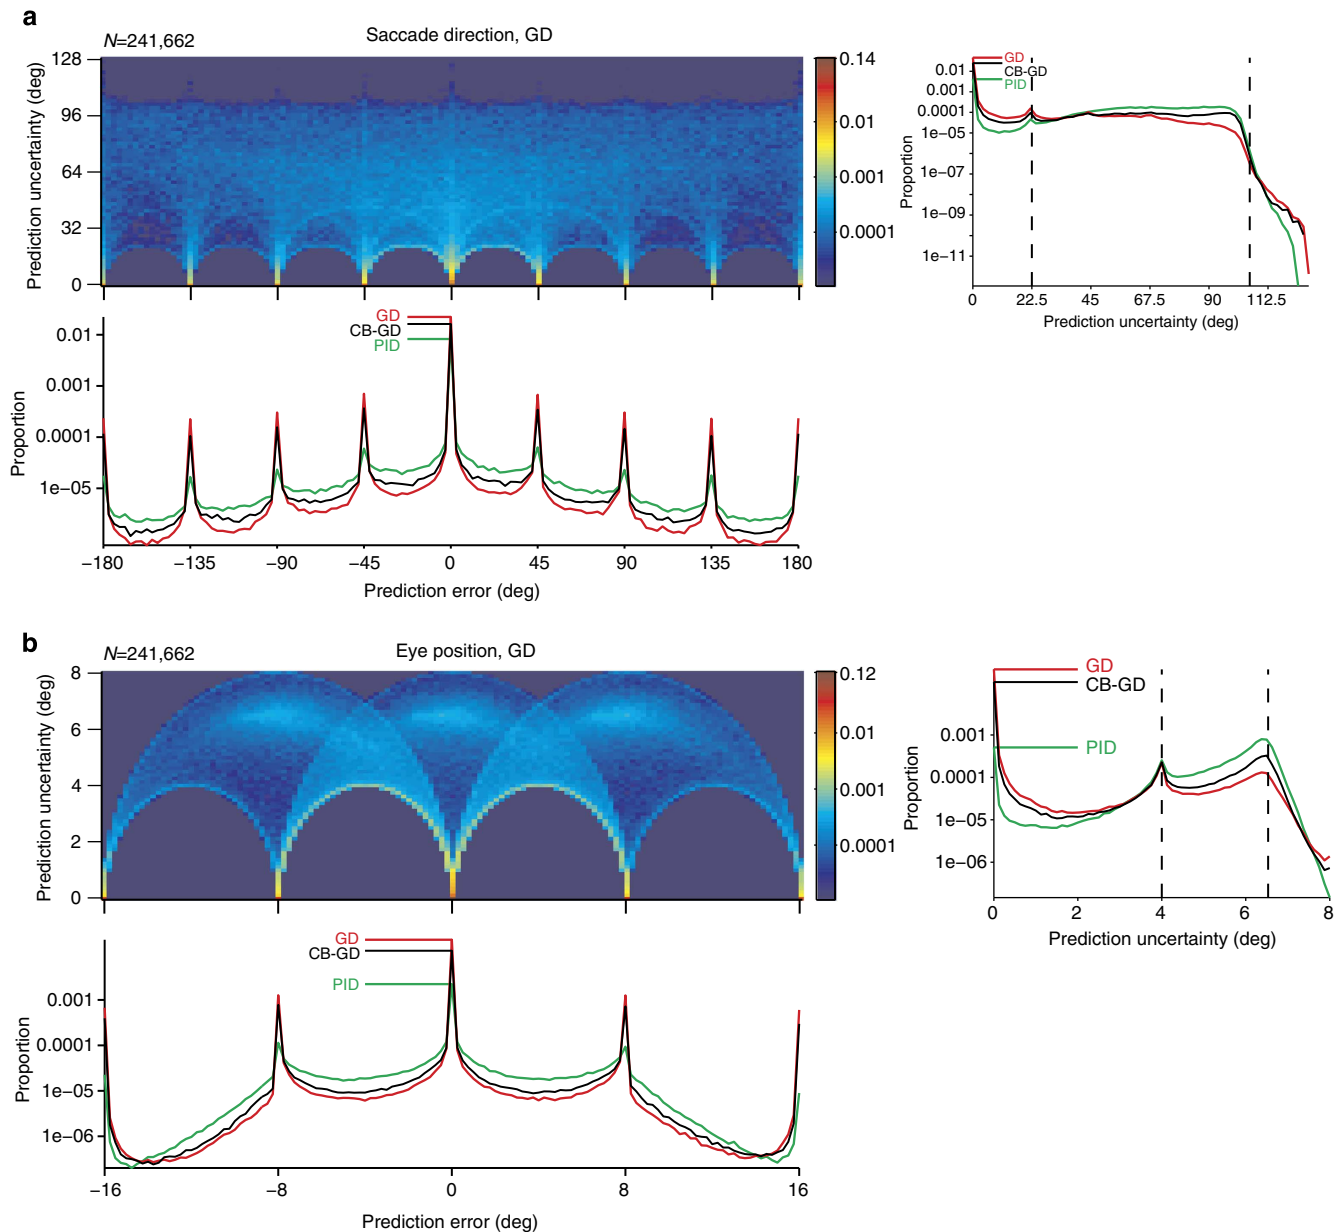 a
N=241,662
Saccade direction, GD
Prediction uncertainty (deg)
128
96
64
32
0
0.14
0.01
0.001
0.0001
Proportion
0.01
0.001
0.0001
1e–05
1e–07
1e–09
1e–11
GD
CB-GD
PID
0 22.5 45 67.5 90 112.5
Prediction uncertainty (deg)
Proportion
0.01
0.001
0.0001
1e–05
GD
CB-GD
PID
−180 −135 −90 −45 0 45 90 135 180
Prediction error (deg)
b
N=241,662
Eye position, GD
Prediction uncertainty (deg)
8
6
4
2
0
0.12
0.01
0.001
0.0001
Proportion
0.001
0.0001
1e–05
1e–06
GD
CB-GD
PID
0 2 4 6 8
Prediction uncertainty (deg)
Proportion
0.001
0.0001
1e–05
1e–06
GD
CB-GD
PID
−16 −8 0 8 16
Prediction error (deg)